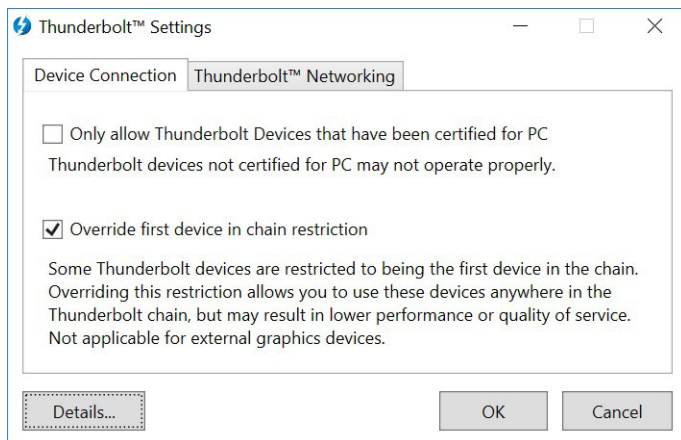 Thunderbolt™ Settings
Device Connection
Thunderbolt™ Networking
Only allow Thunderbolt Devices that have been certified for PC
Thunderbolt devices not certified for PC may not operate properly.
Override first device in chain restriction
Some Thunderbolt devices are restricted to being the first device in the chain.
Overriding this restriction allows you to use these devices anywhere in the
Thunderbolt chain, but may result in lower performance or quality of service.
Not applicable for external graphics devices.
Details...
OK
Cancel